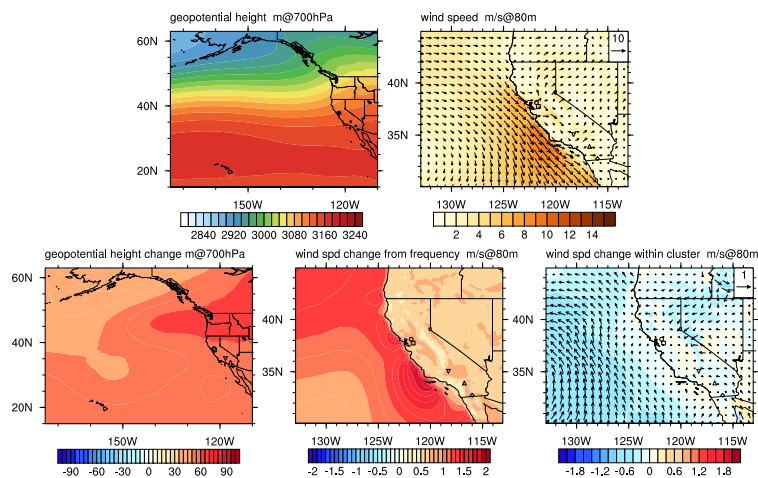 geopotential height  m@700hPa
wind speed  m/s@80m
60N
40N
20N
150W
120W
2840 2920 3000 3080 3160 3240
10
40N
35N
130W
125W
120W
115W
2 4 6 8 10 12 14
geopotential height change m@700hPa
wind spd change from frequency  m/s@80m
wind spd change within cluster  m/s@80m
60N
40N
20N
150W
120W
-90 -60 -30 0 30 60 90
40N
35N
130W
125W
120W
115W
-2 -1.5 -1 -0.5 0 0.5 1 1.5 2
1
40N
35N
130W
125W
120W
115W
-1.8 -1.2 -0.6 0 0.6 1.2 1.8